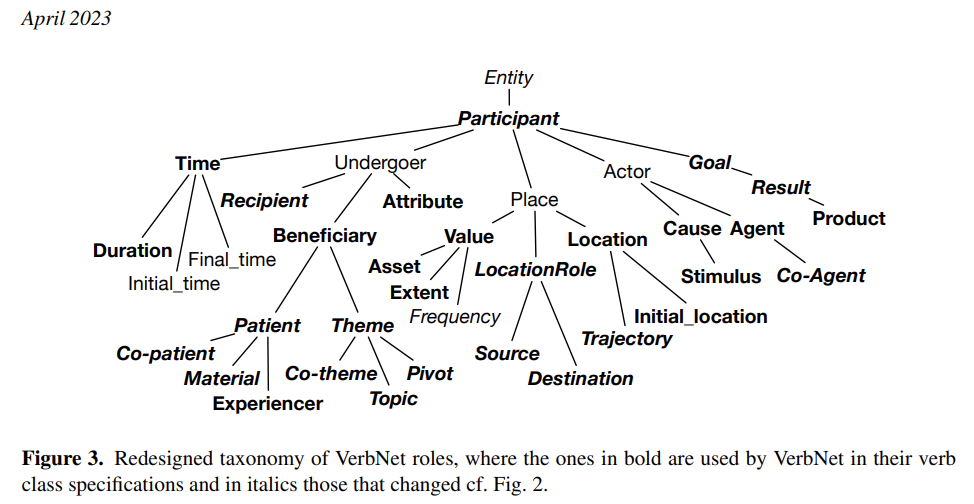 April 2023
Entity
Participant
Time Undergoer Actor Goal
Recipient Attribute Place Result
Beneficiary Value Location Cause Agent Product
Duration Final_time Asset LocationRole Stimulus Co-Agent
Initial_time Extent
Frequency Initial_location
Patient Theme Trajectory
Co-patient Source
Material Co-theme Pivot Destination
Experiencer Topic
Figure 3. Redesigned taxonomy of VerbNet roles, where the ones in bold are used by VerbNet in their verb
class specifications and in italics those that changed cf. Fig. 2.